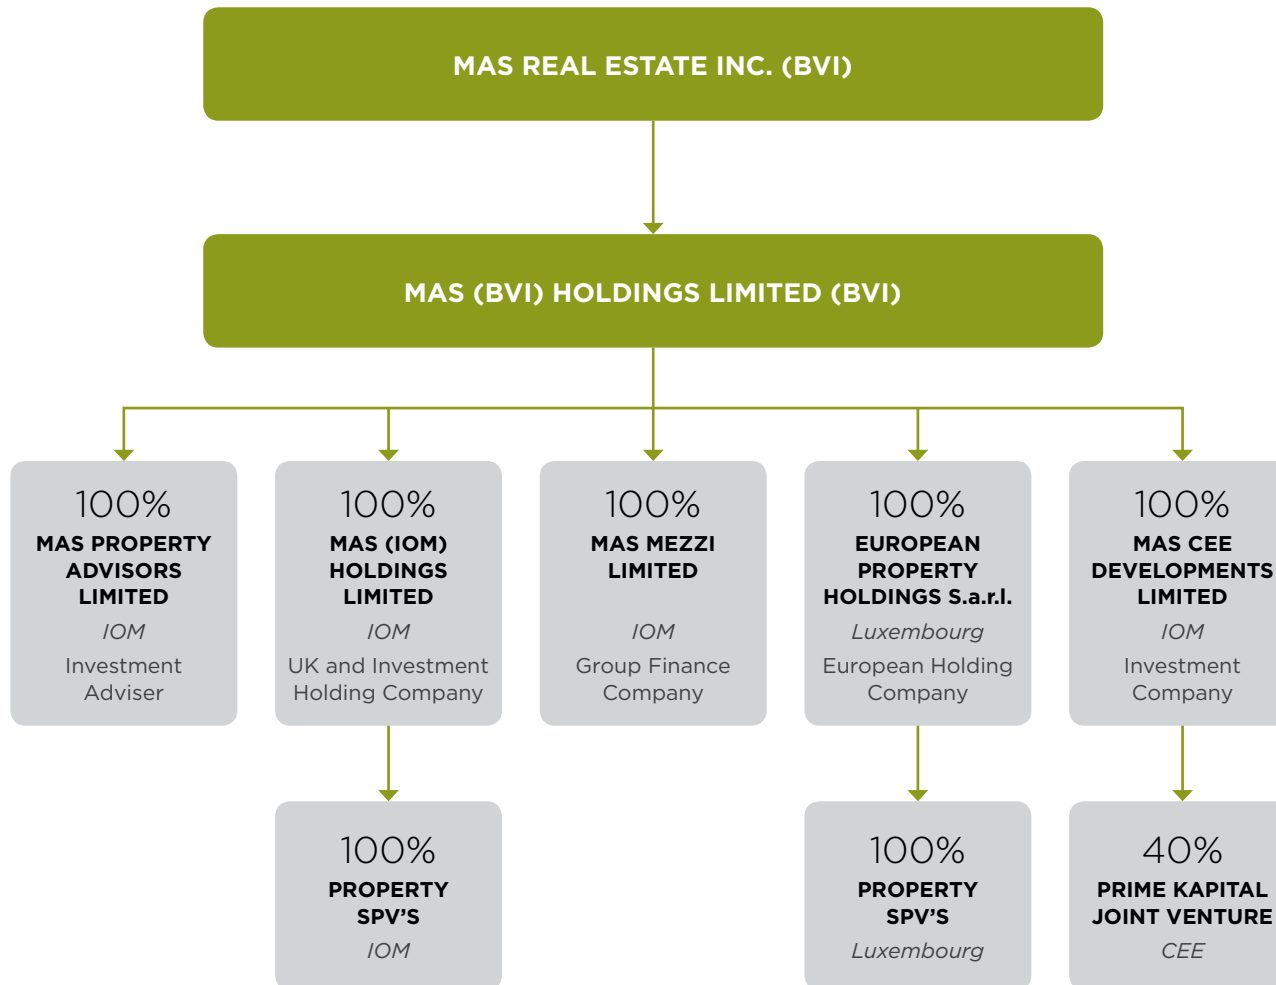 MAS REAL ESTATE INC. (BVI)
MAS (BVI) HOLDINGS LIMITED (BVI)
100%
MAS PROPERTY
ADVISORS
LIMITED
IOM
Investment
Adviser
100%
MAS (IOM)
HOLDINGS
LIMITED
IOM
UK and Investment
Holding Company
100%
MAS MEZZI
LIMITED
IOM
Group Finance
Company
100%
EUROPEAN
PROPERTY
HOLDINGS S.a.r.l.
Luxembourg
European Holding
Company
100%
MAS CEE
DEVELOPMENTS
LIMITED
IOM
Investment
Company
100%
PROPERTY
SPV'S
IOM
100%
PROPERTY
SPV'S
Luxembourg
40%
PRIME KAPITAL
JOINT VENTURE
CEE